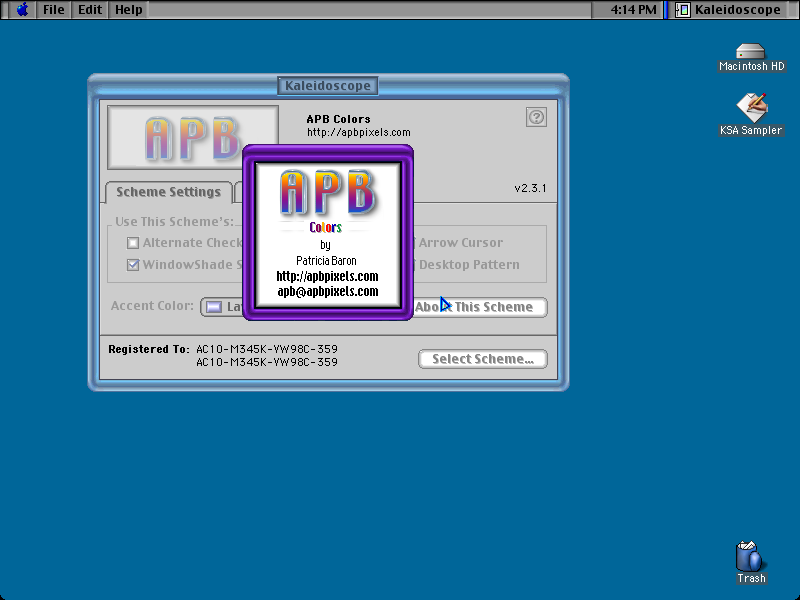 File Edit Help
4:14 PM Kaleidoscope
Macintosh HD
KSA Sampler
Kaleidoscope
APB
APB Colors
http://apbpixels.com
Scheme Settings
v2.3.1
Use This Scheme's:
Alternate Check
Arrow Cursor
WindowShade S
Desktop Pattern
Accent Color:
La
About This Scheme
APB
Colors
by
Patricia Baron
http://apbpixels.com
apb@apbpixels.com
Registered To: AC10-M345K-VW98C-359
AC10-M345K-VW98C-359
Select Scheme...
Trash